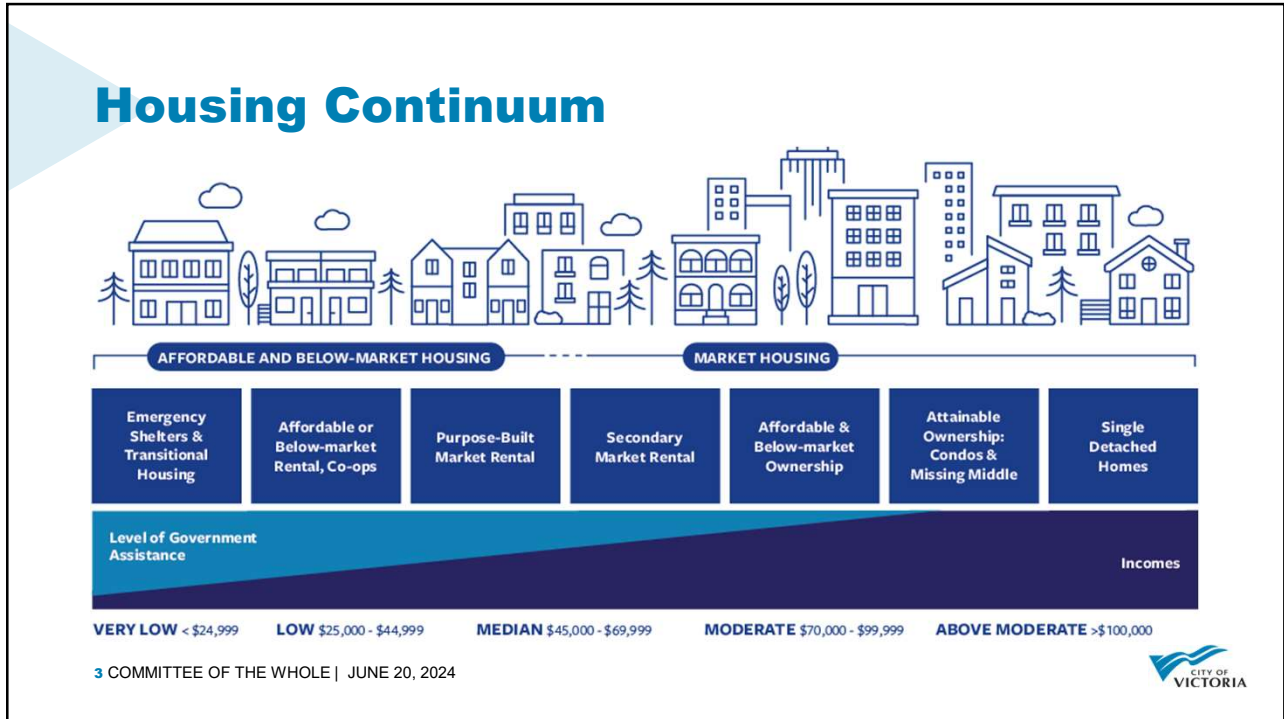 Housing Continuum
AFFORDABLE AND BELOW-MARKET HOUSING
MARKET HOUSING
Emergency
Shelters &
Transitional
Housing
Affordable or
Below-market
Rental, Co-ops
Purpose-Built
Market Rental
Secondary
Market Rental
Affordable &
Below-market
Ownership
Attainable
Ownership:
Condos &
Missing Middle
Single
Detached
Homes
Level of Government
Assistance
Incomes
VERY LOW < $24,999
LOW $25,000 - $44,999
MEDIAN $45,000 - $69,999
MODERATE $70,000 - $99,999
ABOVE MODERATE >$100,000
3 COMMITTEE OF THE WHOLE | JUNE 20, 2024
CITY OF
VICTORIA